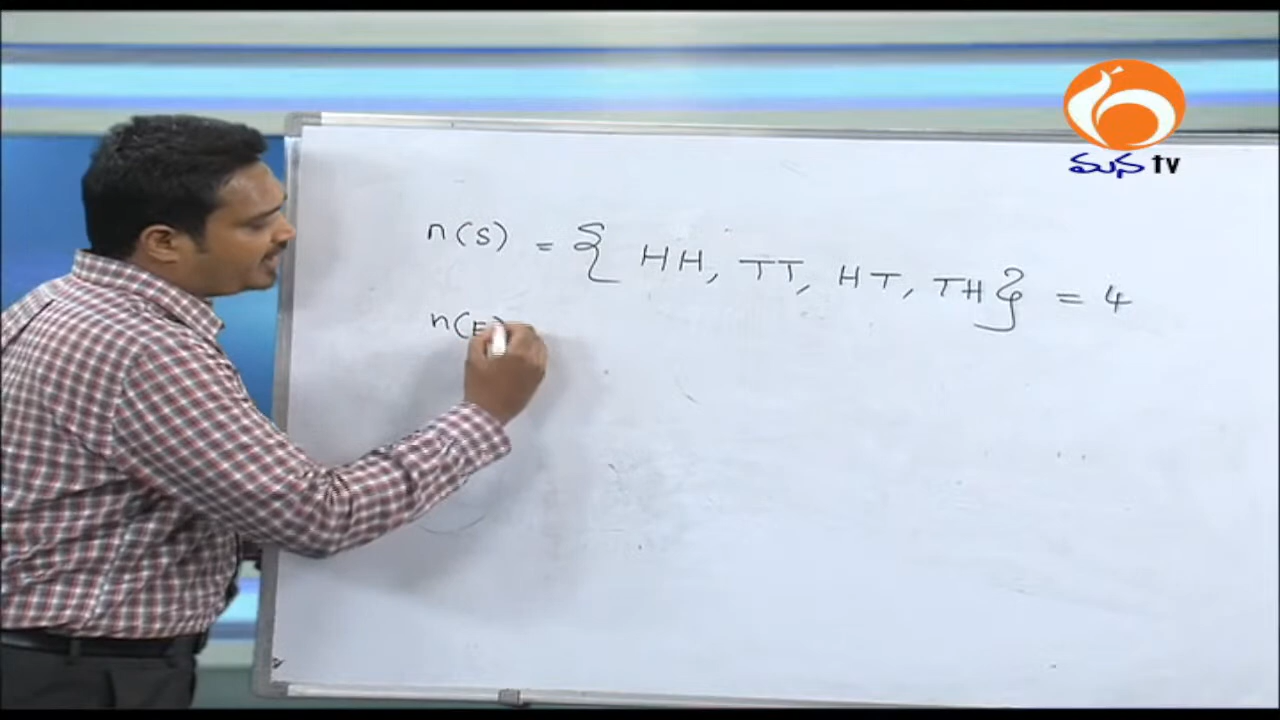 మన tv
n(S) = { HH, TT, HT, TH} = 4
n(E)